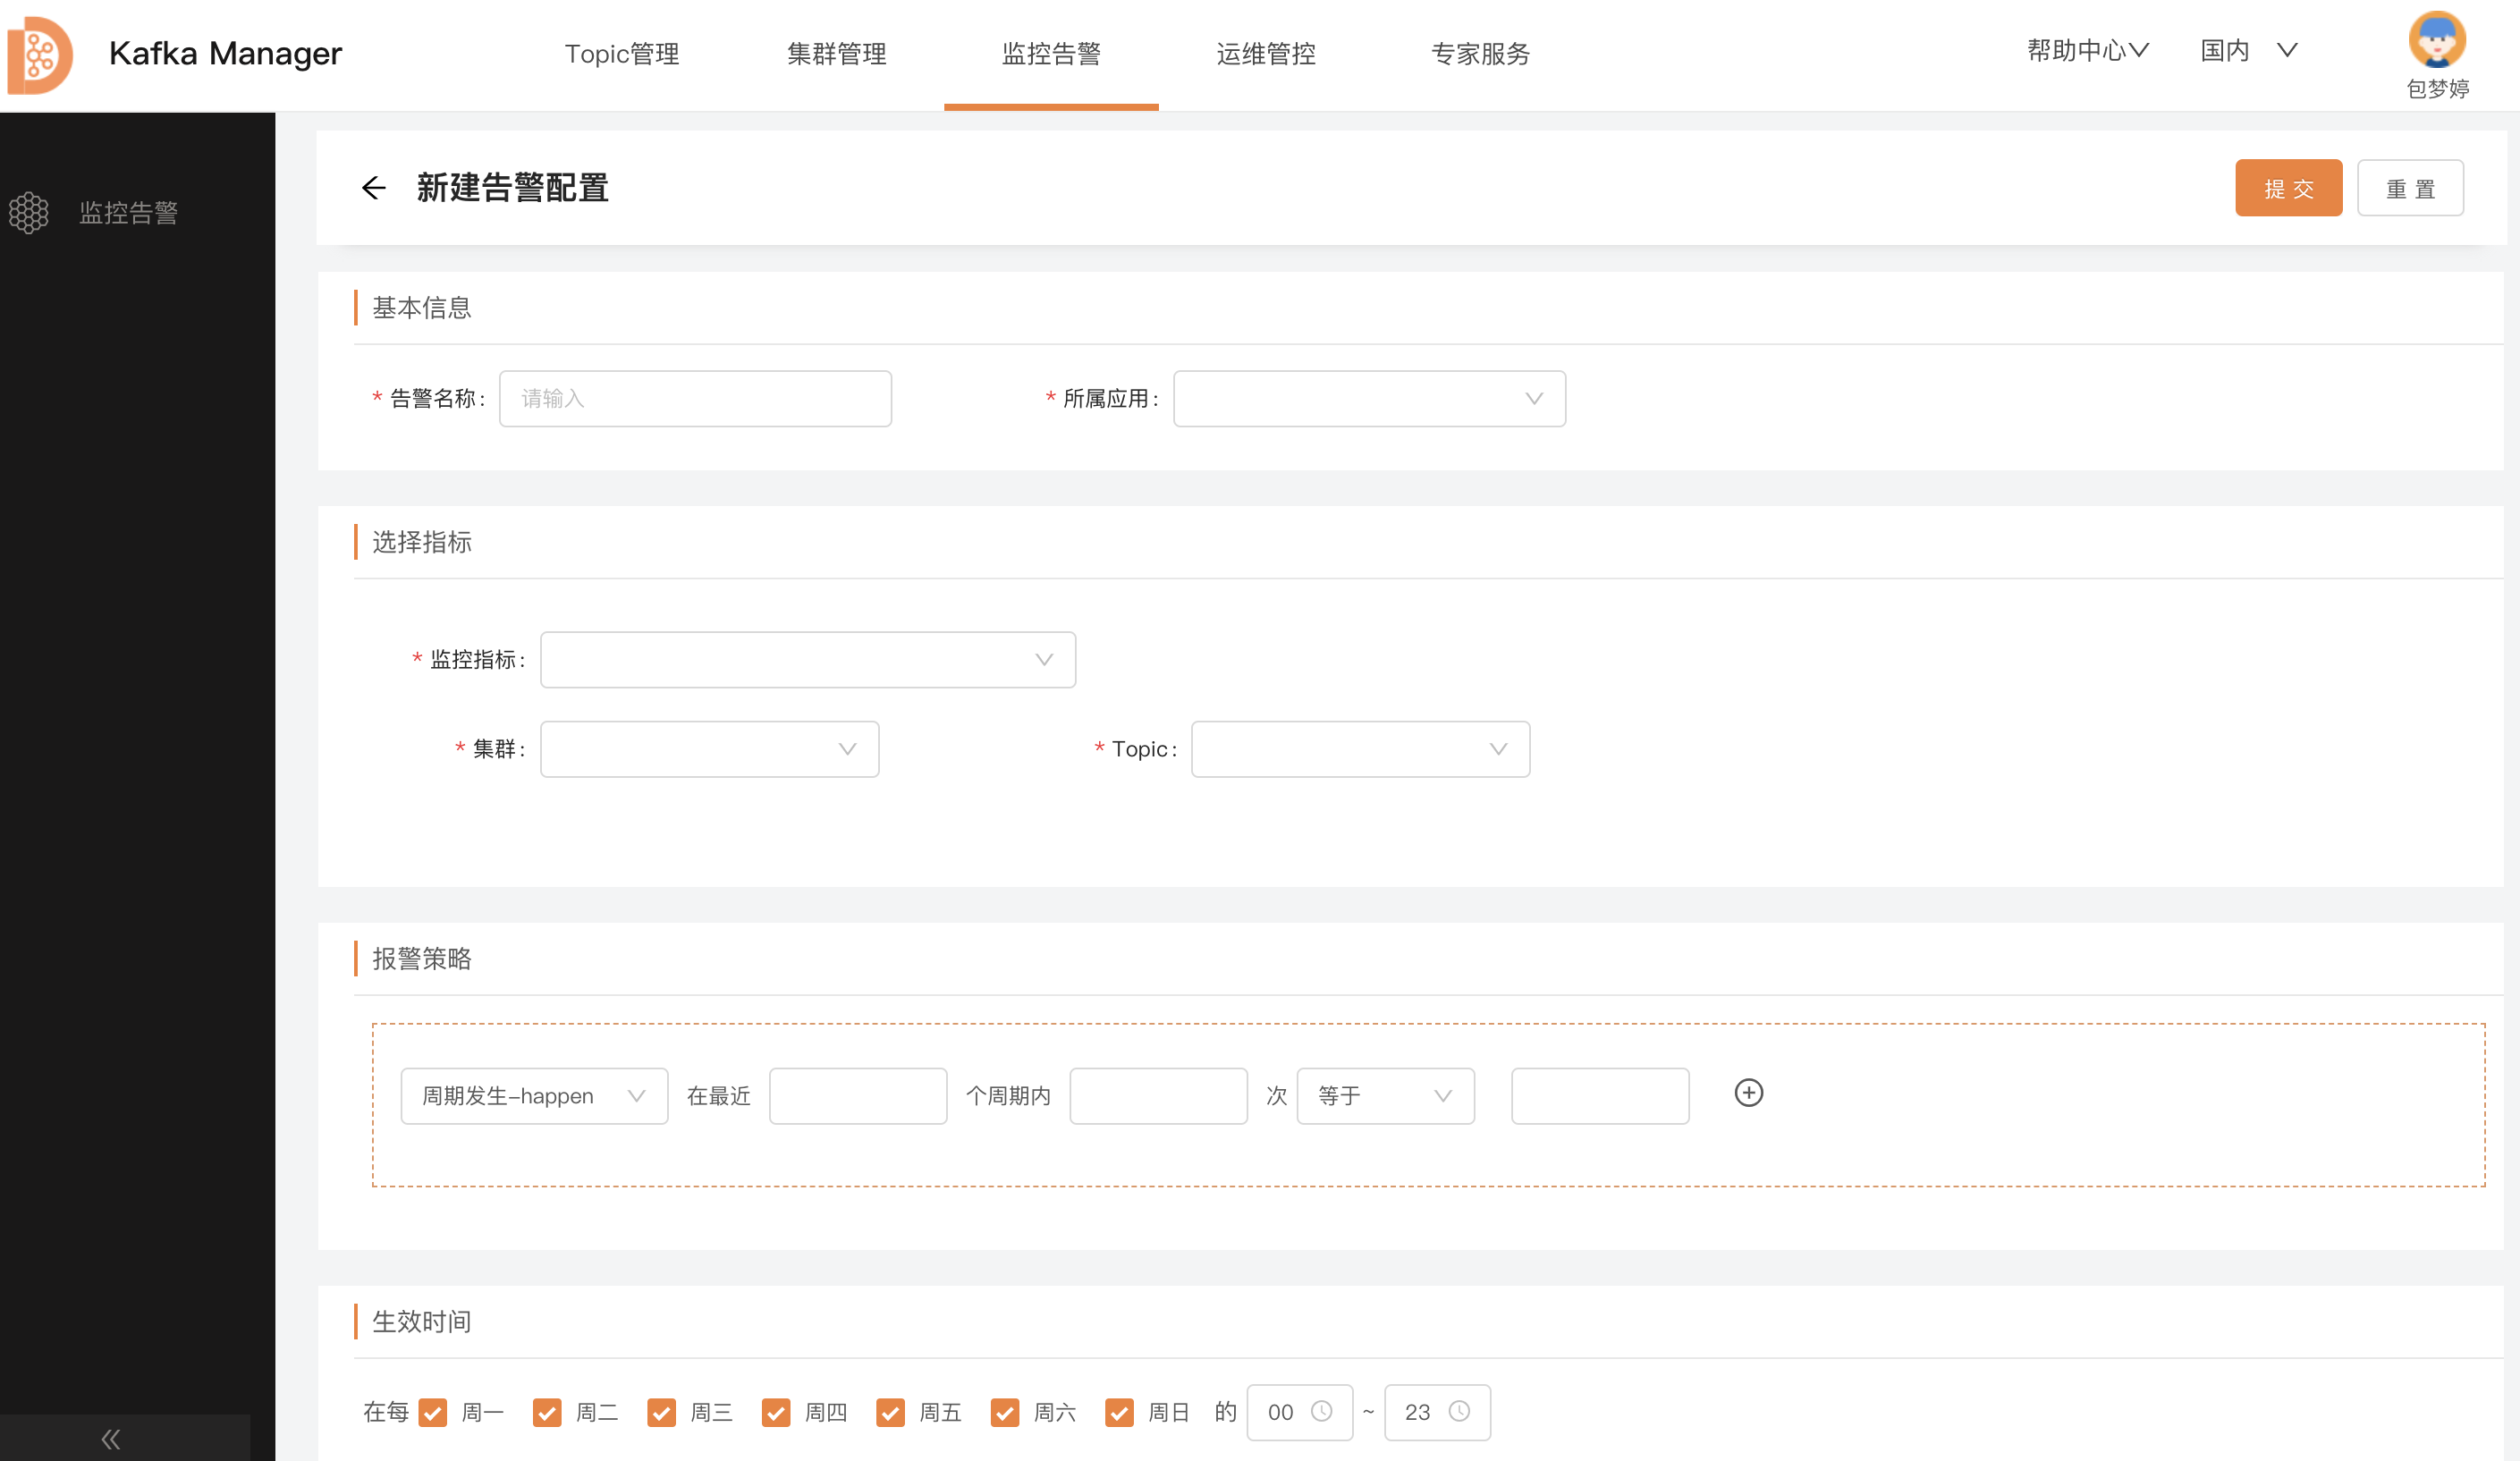 Kafka Manager Topic管理 集群管理 监控告警 运维管控 专家服务 帮助中心 国内
包梦婷
监控告警
新建告警配置 提交 重置
基本信息
* 告警名称: 请输入 * 所属应用:
选择指标
* 监控指标:
* 集群: * Topic:
报警策略
周期发生-happen 在最近 个周期内 次 等于
生效时间
在每 周一 周二 周三 周四 周五 周六 周日 的 00 ~ 23